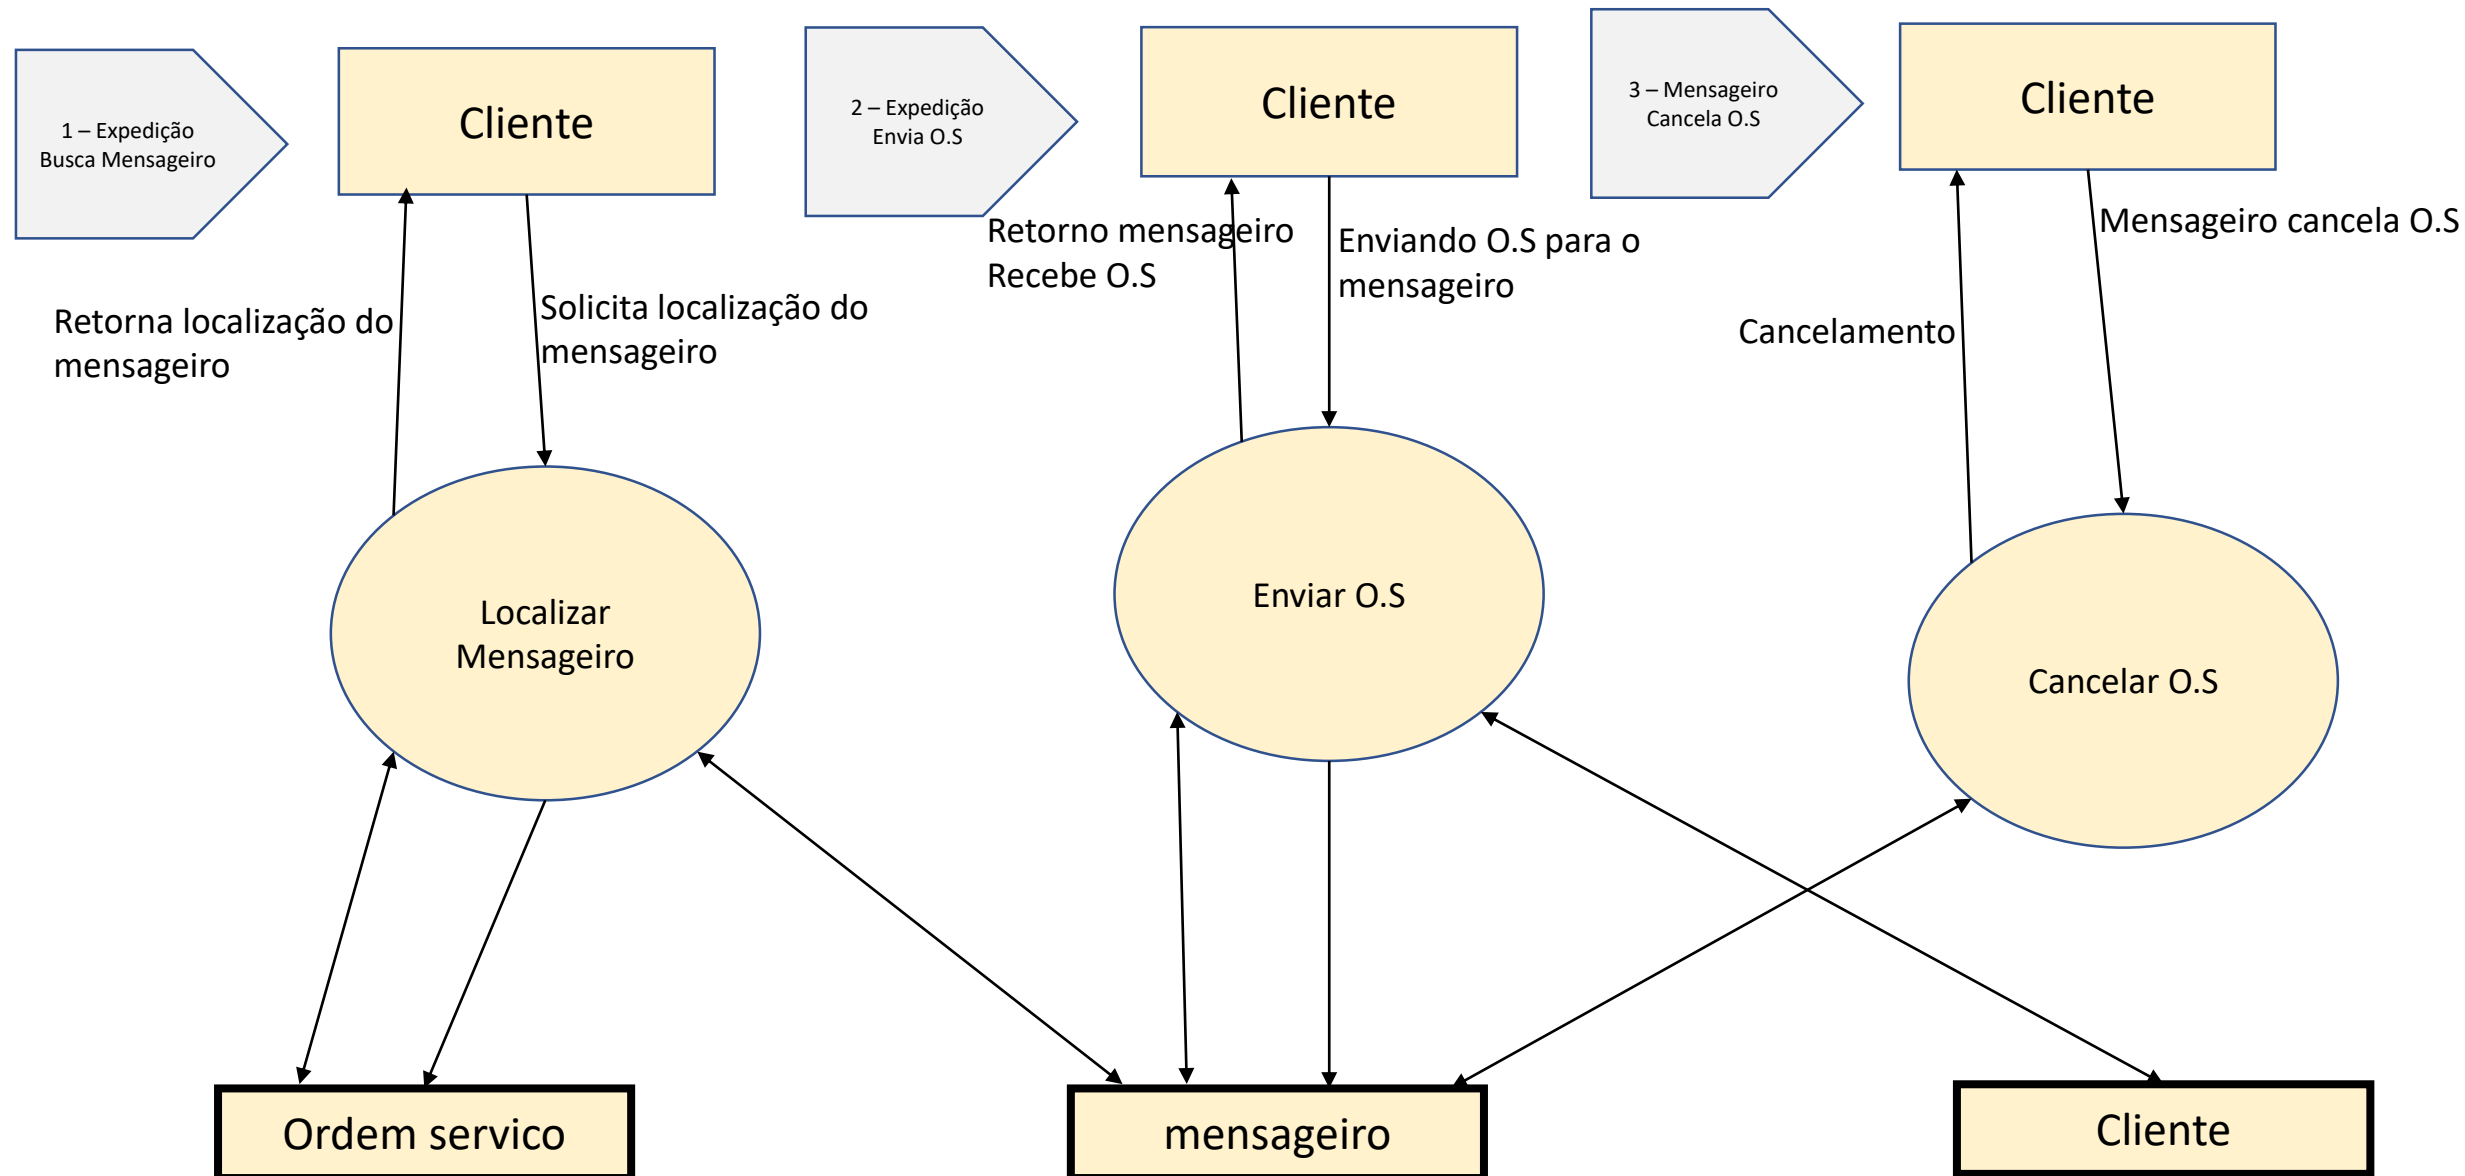 1 – Expedição
Busca Mensageiro
Cliente
2 – Expedição
Envia O.S
Cliente
3 – Mensageiro
Cancela O.S
Cliente
Retorna localização do
mensageiro
Solicita localização do
mensageiro
Retorno mensageiro
Recebe O.S
Enviando O.S para o
mensageiro
Cancelamento
Mensageiro cancela O.S
Localizar
Mensageiro
Enviar O.S
Cancelar O.S
Ordem servico
mensageiro
Cliente